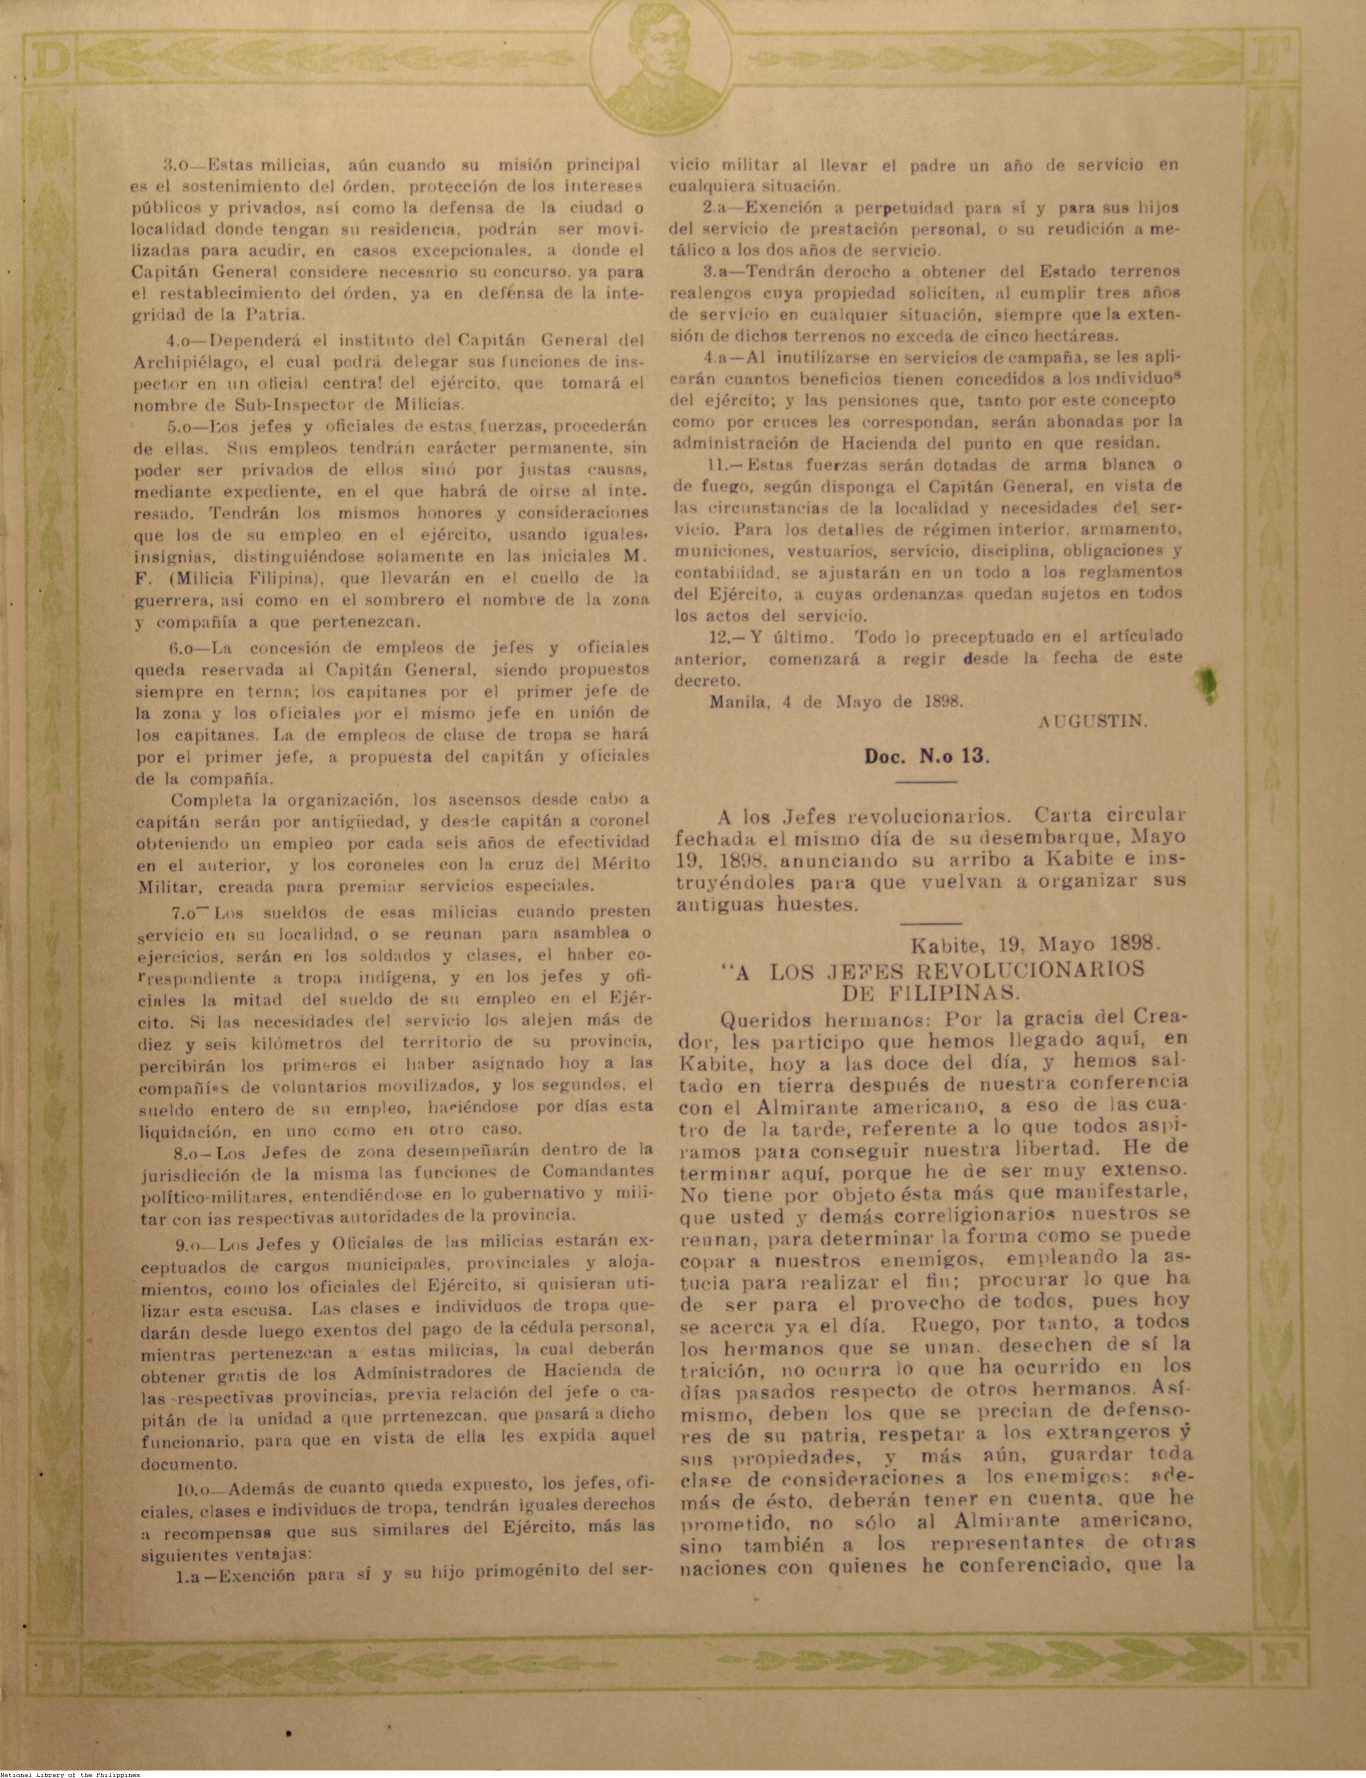 D
F
3.o—Estas milicias, aún cuando su misión principal
es el sostenimiento del órden, protección de los intereses
públicos y privados, así como la defensa de la ciudad o
localidad donde tengan su residencia, podrán ser movi-
lizadas para acudir, en casos excepcionales, a donde el
Capitán General considere necesario su concurso, ya para
el restablecimiento del órden, ya en defensa de la inte-
gridad de la Patria.
4.o—Dependerá el instituto del Capitán General del
Archipiélago, el cual podrá delegar sus funciones de ins-
pector en un oficial central del ejército, que tomará el
nombre de Sub-Inspector de Milicias.
5.o—Los jefes y oficiales de estas fuerzas, procederán
de ellas. Sus empleos tendrán carácter permanente, sin
poder ser privados de ellos sinó por justas causas,
mediante expediente, en el que habrá de oirse al inte.
resado. Tendrán los mismos honores y consideraciones
que los de su empleo en el ejército, usando iguales,
insignias, distinguiéndose solamente en las iniciales M.
F. (Milicia Filipina), que llevarán en el cuello de la
guerrera, asi como en el sombrero el nombre de la zona
y compañía a que pertenezcan.
6.o—La concesión de empleos de jefes y oficiales
queda reservada al Capitán General, siendo propuestos
siempre en terna; los capitanes por el primer jefe de
la zona y los oficiales por el mismo jefe en unión de
los capitanes. La de empleos de clase de tropa se hará
por el primer jefe, a propuesta del capitán y oficiales
de la compañía.
Completa la organización, los ascensos desde cabo a
capitán serán por antigüedad, y desde capitán a coronel
obteniendo un empleo por cada seis años de efectividad
en el anterior, y los coroneles con la cruz del Mérito
Militar, creada para premiar servicios especiales.
7.o—Los sueldos de esas milicias cuando presten
servicio en su localidad, o se reunan para asamblea o
ejercicios, serán en los soldados y clases, el haber co-
rrespondiente a tropa indígena, y en los jefes y ofi-
ciales la mitad del sueldo de su empleo en el Ejér-
cito. Si las necesidades del servicio los alejen más de
diez y seis kilómetros del territorio de su provincia,
percibirán los primeros el haber asignado hoy a las
compañíes de voluntarios movilizados, y los segundos, el
sueldo entero de su empleo, haciéndose por días esta
liquidación, en uno como en otro caso.
8.o—Los Jefes de zona desempeñarán dentro de la
jurisdicción de la misma las funciones de Comandantes
político-militares, entendiéndose en lo gubernativo y mili-
tar con ias respectivas autoridades de la provincia.
9.o—Los Jefes y Oficiales de las milicias estarán ex-
ceptuados de cargos municipales, provinciales y aloja-
mientos, como los oficiales del Ejército, si quisieran uti-
lizar esta escusa. Las clases e individuos de tropa que-
darán desde luego exentos del pago de la cédula personal,
mientras pertenezcan a estas milicias, la cual deberán
obtener gratis de los Administradores de Hacienda de
las respectivas provincias, previa relación del jefe o ca-
pitán de la unidad a que prrtenezcan, que pasará a dicho
funcionario, para que en vista de ella les expida aquel
documento.
10.o—Además de cuanto queda expuesto, los jefes, ofi-
ciales, clases e individuos de tropa, tendrán iguales derechos
a recompensas que sus similares del Ejército, más las
siguientes ventajas:
1.a—Exención para sí y su hijo primogénito del ser-
vicio militar al llevar el padre un año de servicio en
cualquiera situación.
2.a—Exención a perpetuidad para sí y para sus hijos
del servicio de prestación personal, o su reudición a me-
tálico a los dos años de servicio.
3.a—Tendrán derocho a obtener del Estado terrenos
realengos cuya propiedad soliciten, al cumplir tres años
de servicio en cualquier situación, siempre que la exten-
sión de dichos terrenos no exceda de cinco hectáreas.
4.a—Al inutilizarse en servicios de campaña, se les apli-
carán cuantos beneficios tienen concedidos a los individuos
del ejército; y las pensiones que, tanto por este concepto
como por cruces les correspondan, serán abonadas por la
administración de Hacienda del punto en que residan.
11.—Estas fuerzas serán dotadas de arma blanca o
de fuego, según disponga el Capitán General, en vista de
las circunstancias de la localidad y necesidades del ser-
vicio. Para los detalles de régimen interior, armamento,
municiones, vestuarios, servicio, disciplina, obligaciones y
contabilidad, se ajustarán en un todo a los reglamentos
del Ejército, a cuyas ordenanzas quedan sujetos en todos
los actos del servicio.
12.—Y último. Todo lo preceptuado en el artículado
anterior, comenzará a regir desde la fecha de este
decreto.
Manila, 4 de Mayo de 1898.
AUGUSTIN.
Doc. N.o 13.
A los Jefes revolucionarios. Carta circular
fechada el mismo día de su desembarque, Mayo
19, 1898, anunciando su arribo a Kabite e ins-
truyéndoles para que vuelvan a organizar sus
antiguas huestes.
Kabite, 19, Mayo 1898.
"A LOS JEFES REVOLUCIONARIOS
DE FILIPINAS.
Queridos hermanos: Por la gracia del Crea-
dor, les participo que hemos llegado aquí, en
Kabite, hoy a las doce del día, y hemos sal-
tado en tierra después de nuestra conferencia
con el Almirante americano, a eso de las cua-
tro de la tarde, referente a lo que todos aspi-
ramos para conseguir nuestra libertad. He de
terminar aquí, porque he de ser muy extenso.
No tiene por objeto ésta más que manifestarle,
que usted y demás correligionarios nuestros se
reunan, para determinar la forma como se puede
copar a nuestros enemigos, empleando la as-
tucia para realizar el fin; procurar lo que ha
de ser para el provecho de todos, pues hoy
se acerca ya el día. Ruego, por tanto, a todos
los hermanos que se unan, desechen de sí la
traición, no ocurra lo que ha ocurrido en los
días pasados respecto de otros hermanos. Así-
mismo, deben los que se precian de defenso-
res de su patria, respetar a los extrangeros y
sus propiedades, y más aún, guardar toda
clase de consideraciones a los enemigos: ade-
más de ésto, deberán tener en cuenta, que he
prometido, no sólo al Almirante americano,
sino también a los representantes de otras
naciones con quienes he conferenciado, que la
D
F
National Library of the Philippines